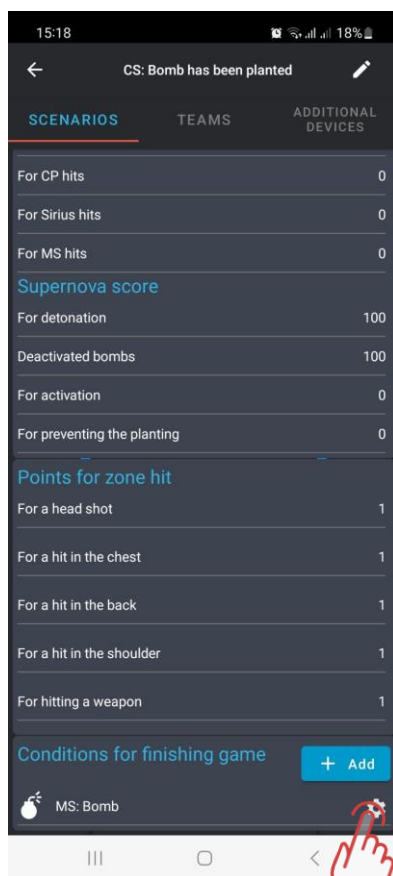 15:18 18%
CS: Bomb has been planted
SCENARIOS TEAMS ADDITIONAL DEVICES
For CP hits 0
For Sirius hits 0
For MS hits 0
Supernova score
For detonation 100
Deactivated bombs 100
For activation 0
For preventing the planting 0
Points for zone hit
For a head shot 1
For a hit in the chest 1
For a hit in the back 1
For a hit in the shoulder 1
For hitting a weapon 1
Conditions for finishing game + Add
MS: Bomb